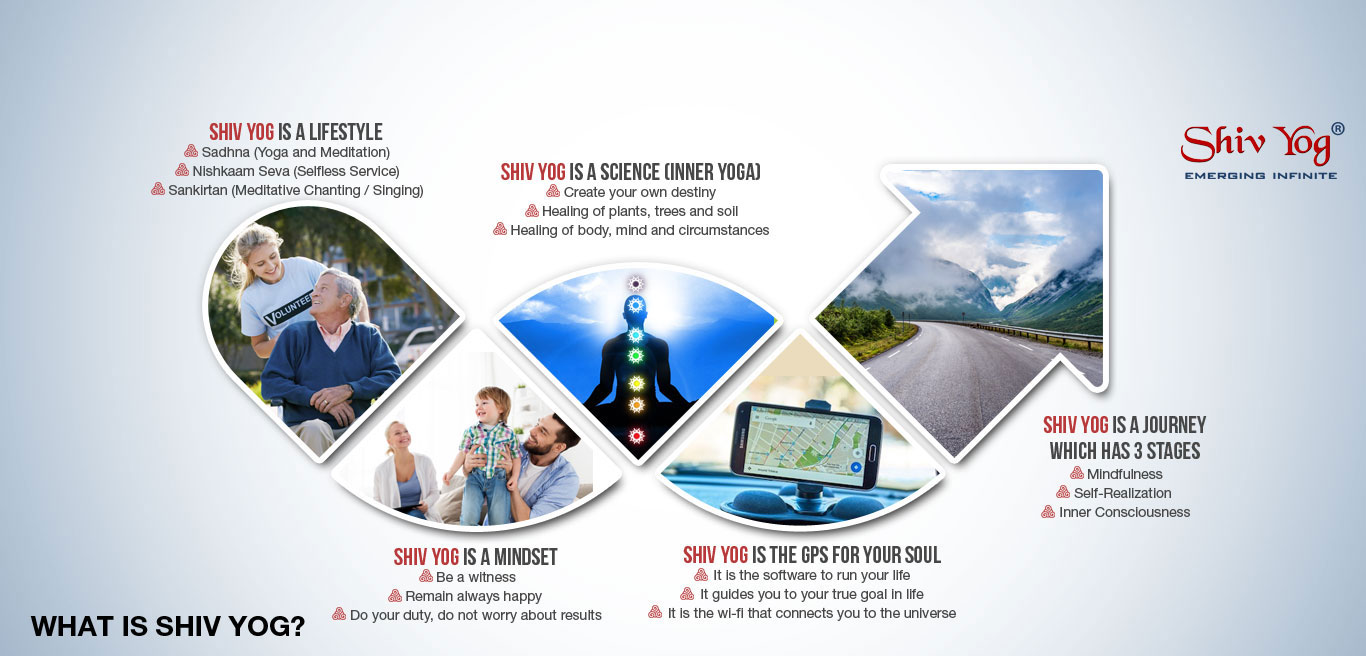 SHIV YOG IS A LIFESTYLE
Sadhna (Yoga and Meditation)
Nishkaam Seva (Selfless Service)
Sankirtan (Meditative Chanting / Singing)
SHIV YOG IS A SCIENCE (INNER YOGA)
Create your own destiny
Healing of plants, trees and soil
Healing of body, mind and circumstances
Shiv Yog®
EMERGING INFINITE
VOLUNTEER
SAMSUNG
SHIV YOG IS A JOURNEY
WHICH HAS 3 STAGES
Mindfulness
Self-Realization
Inner Consciousness
SHIV YOG IS A MINDSET
Be a witness
Remain always happy
Do your duty, do not worry about results
SHIV YOG IS THE GPS FOR YOUR SOUL
It is the software to run your life
It guides you to your true goal in life
It is the wi-fi that connects you to the universe
WHAT IS SHIV YOG?